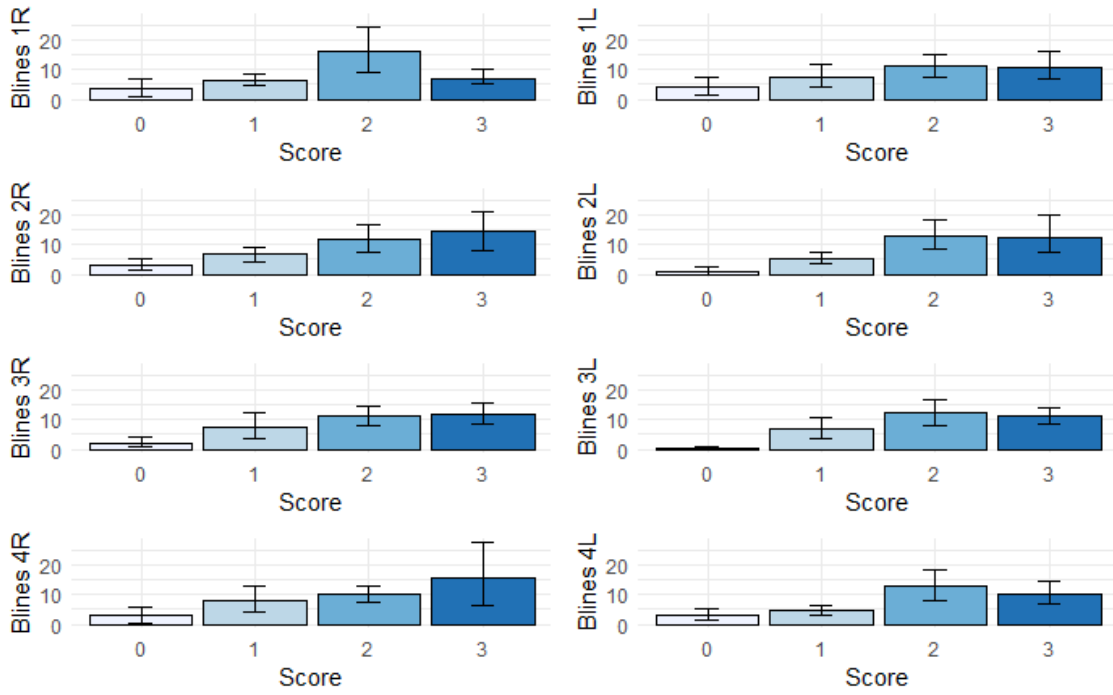 Blines 1R
20
10
0
0 1 2 3
Score
Blines 1L
20
10
0
0 1 2 3
Score
Blines 2R
20
10
0
0 1 2 3
Score
Blines 2L
20
10
0
0 1 2 3
Score
Blines 3R
20
10
0
0 1 2 3
Score
Blines 3L
20
10
0
0 1 2 3
Score
Blines 4R
20
10
0
0 1 2 3
Score
Blines 4L
20
10
0
0 1 2 3
Score